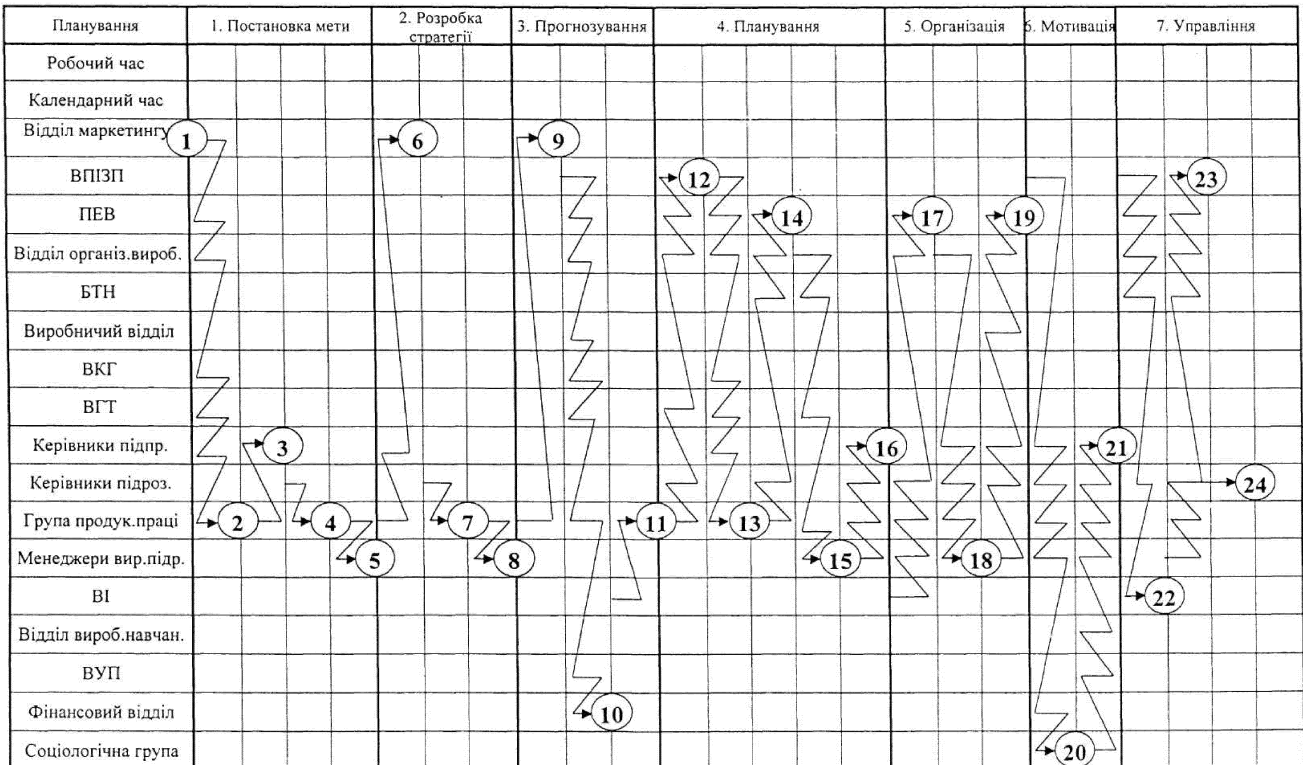 Планування 1. Постановка мети 2. Розробка стратегії 3. Прогнозування 4. Планування 5. Організація 6. Мотивація 7. Управління
Робочий час
Календарний час
Відділ маркетингу 1 6 9
ВПІЗП 12 23
ПЕВ 14 17 19
Відділ організ.вироб.
БТН
Виробничий відділ
ВКГ
ВГТ
Керівники підпр. 3 16 21
Керівники підроз. 24
Група продук.праці 2 4 7 11 13
Менеджери вир.підр. 5 8 15 18
ВІ 22
Відділ вироб.навчан.
ВУП
Фінансовий відділ 10
Соціологічна група 20